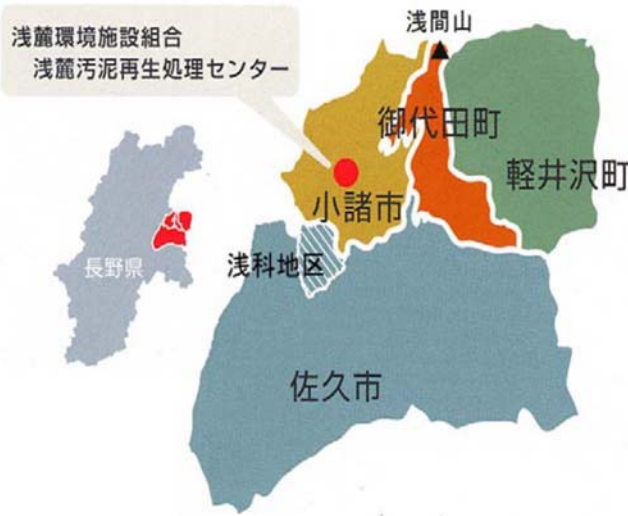 浅麓環境施設組合
浅麓汚泥再生処理センター
浅間山
▲
御代田町
軽井沢町
小諸市
長野県
浅科地区
佐久市